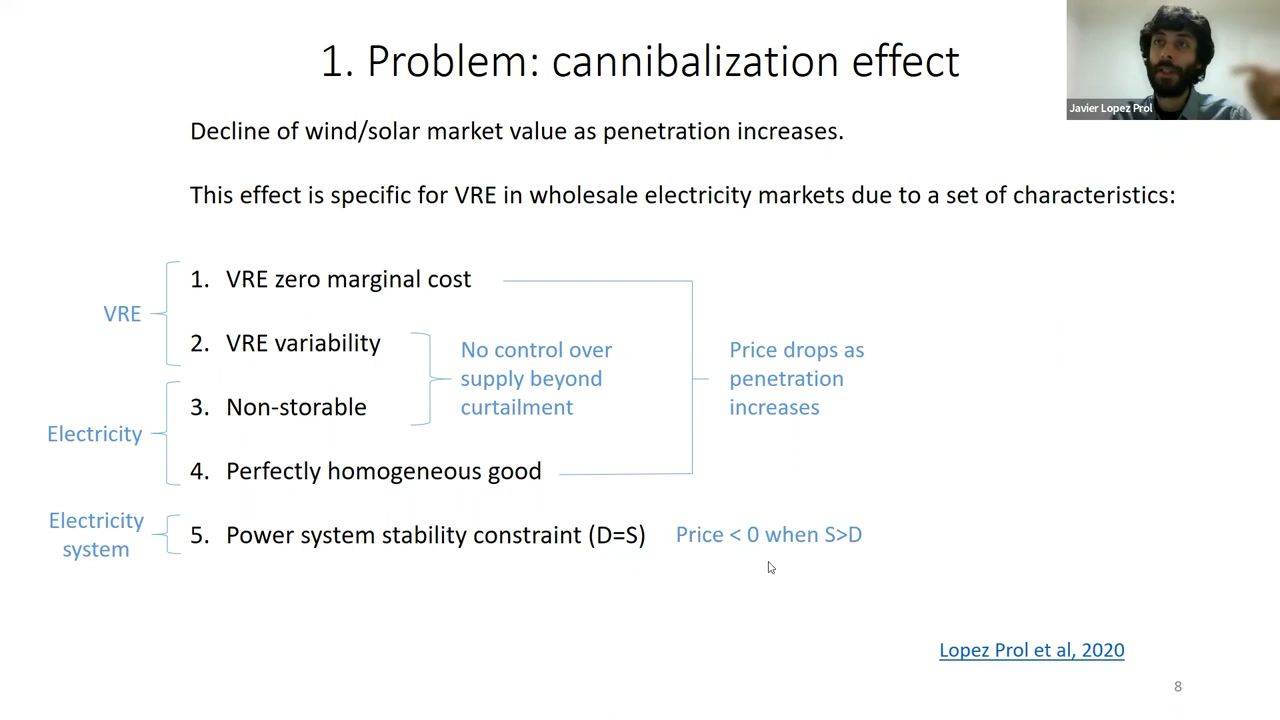 1. Problem: cannibalization effect
Javier Lopez Prol
Decline of wind/solar market value as penetration increases.
This effect is specific for VRE in wholesale electricity markets due to a set of characteristics:
VRE
1. VRE zero marginal cost
2. VRE variability
No control over
supply beyond
curtailment
Price drops as
penetration
increases
Electricity
3. Non-storable
4. Perfectly homogeneous good
Electricity
system
5. Power system stability constraint (D=S)
Price < 0 when S>D
Lopez Prol et al, 2020
8